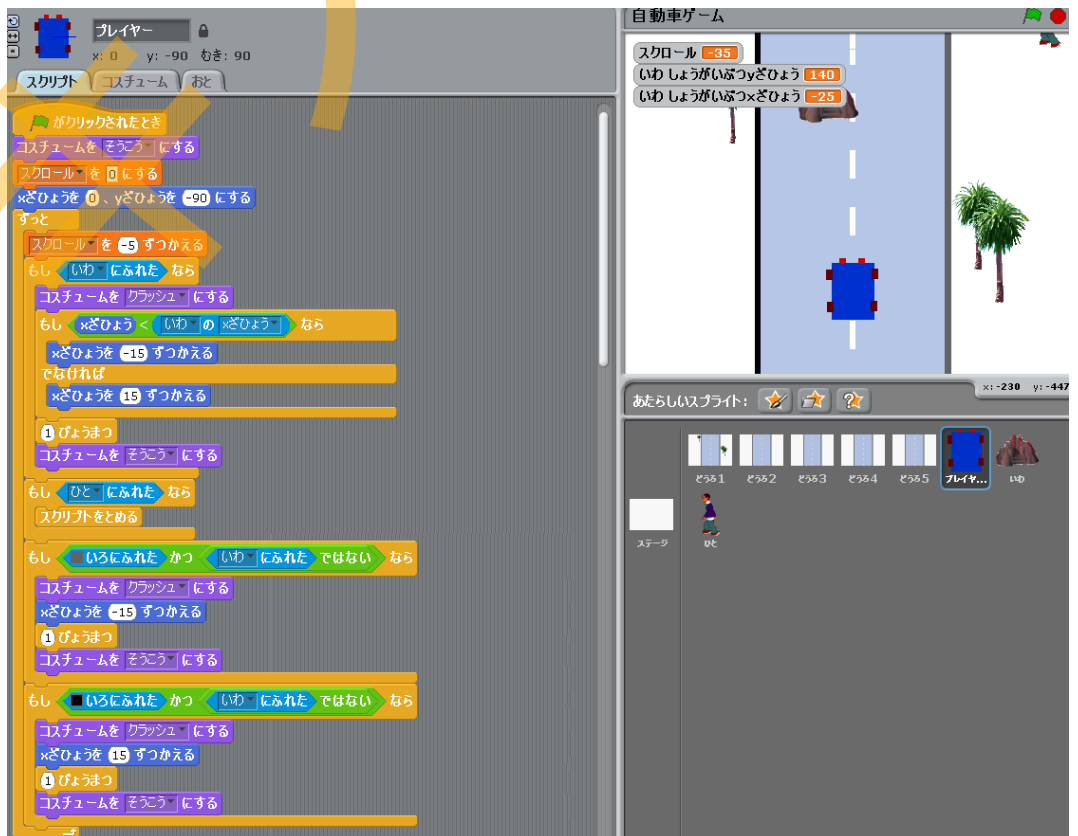 プレイヤー
x: 0 y: -90 むき: 90
スクリプト コスチューム おと
がクリックされたとき
コスチュームを そうこう にする
スクロール を 0 にする
xざひょうを 0 、yざひょうを -90 にする
ずっと
スクロール を -5 ずつかえる
もし いわ にふれた なら
コスチュームを クラッシュ にする
もし xざひょう < いわ の xざひょう なら
xざひょうを -15 ずつかえる
でなければ
xざひょうを 15 ずつかえる
1 びょうまつ
コスチュームを そうこう にする
もし ひと にふれた なら
スクリプトをとめる
もし いろにふれた かつ いわ にふれた ではない なら
コスチュームを クラッシュ にする
xざひょうを -15 ずつかえる
1 びょうまつ
コスチュームを そうこう にする
もし いろにふれた かつ いわ にふれた ではない なら
コスチュームを クラッシュ にする
xざひょうを 15 ずつかえる
1 びょうまつ
コスチュームを そうこう にする
自動車ゲーム
スクロール -35
いわ しょうがいぶつyざひょう 140
いわ しょうがいぶつxざひょう -25
x: -230 y: -447
あたらしいスプライト:
どうろ1 どうろ2 どうろ3 どうろ4 どうろ5 プレイヤ... いわ
ステージ
ひと